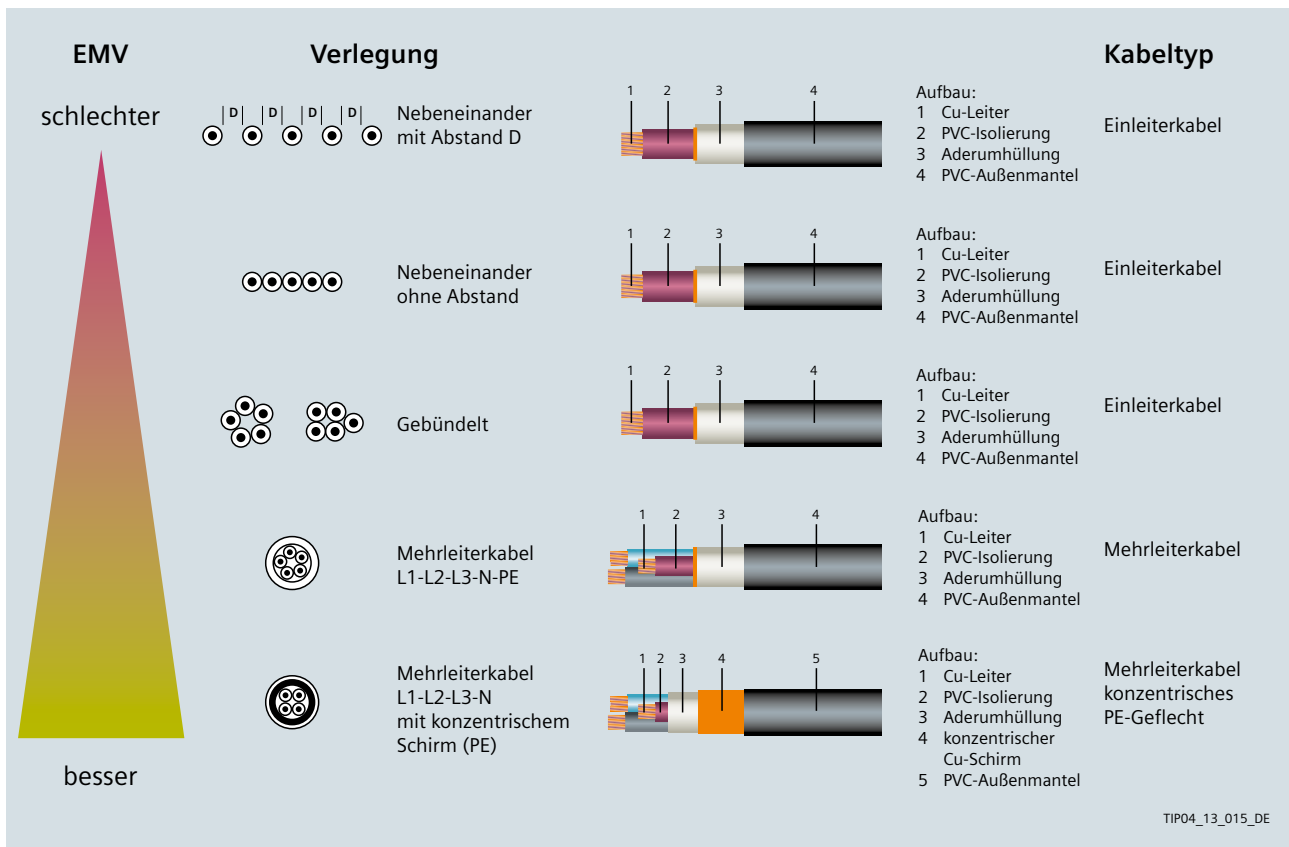 EMV
Verlegung
Kabeltyp
schlechter
D D D D
Nebeneinander
mit Abstand D
1 2 3 4
Aufbau:
1 Cu-Leiter
2 PVC-Isolierung
3 Aderumhüllung
4 PVC-Außenmantel
Einleiterkabel
Nebeneinander
ohne Abstand
1 2 3 4
Aufbau:
1 Cu-Leiter
2 PVC-Isolierung
3 Aderumhüllung
4 PVC-Außenmantel
Einleiterkabel
Gebündelt
1 2 3 4
Aufbau:
1 Cu-Leiter
2 PVC-Isolierung
3 Aderumhüllung
4 PVC-Außenmantel
Einleiterkabel
Mehrleiterkabel
L1-L2-L3-N-PE
1 2 3 4
Aufbau:
1 Cu-Leiter
2 PVC-Isolierung
3 Aderumhüllung
4 PVC-Außenmantel
Mehrleiterkabel
Mehrleiterkabel
L1-L2-L3-N
mit konzentrischem
Schirm (PE)
1 2 3 4 5
Aufbau:
1 Cu-Leiter
2 PVC-Isolierung
3 Aderumhüllung
4 konzentrischer
Cu-Schirm
5 PVC-Außenmantel
Mehrleiterkabel
konzentrisches
PE-Geflecht
besser
TIP04_13_015_DE